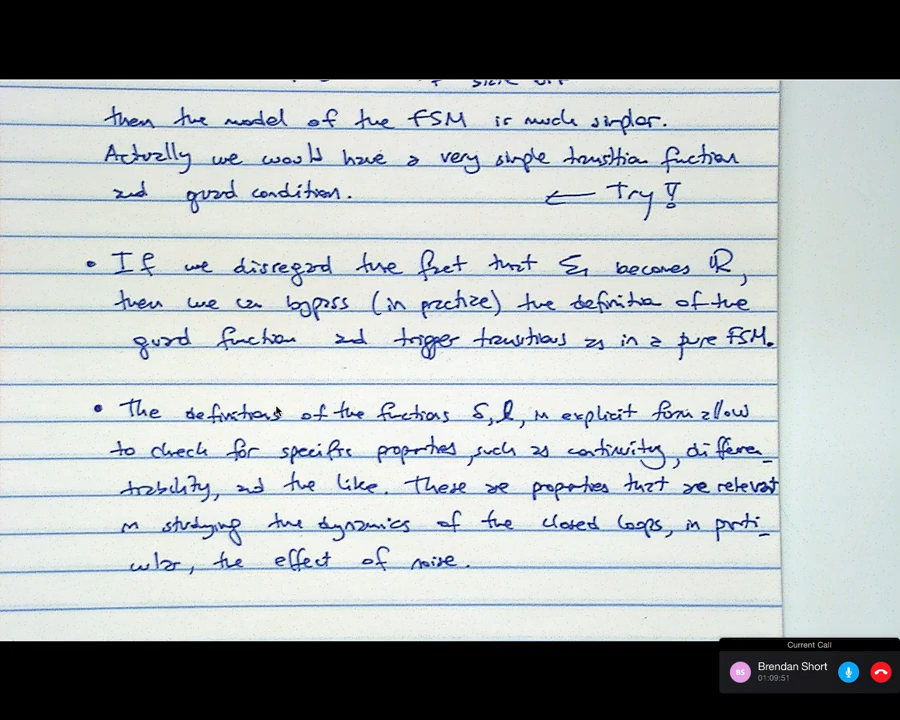 then the model of the FSM is much simpler.
Actually we would have a very simple transition fuction
and guard condition. ← Try!
• If we disregard the fact that Σ₁ becomes ℝ,
then we can bypass (in practize) the definition of the
guard function and trigger transitions as in a pure FSM.
• The definitions of the functions δ, l, in explicit form allow
to check for specific properties, such as continuity, differen-
tiability, and the like. These are properties that are relevant
in studying the dynamics of the closed loops, in parti-
cular, the effect of noise.
Current Call
BS
Brendan Short
01:09:51